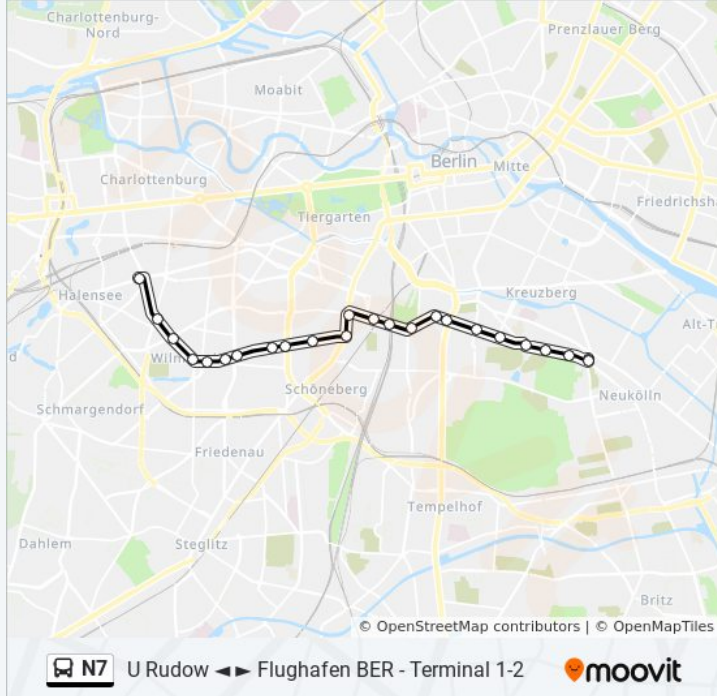 Charlottenburg-
Nord
Prenzlauer Berg
Moabit
Berlin
Mitte
Charlottenburg
Friedrichsha
Tiergarten
Kreuzberg
Halensee
Alt-T
Wilm
Schöneberg
Neukölln
Schmargendorf
Friedenau
Tempelhof
Dahlem
Steglitz
Britz
© OpenStreetMap contributors | © OpenMapTiles
N7 U Rudow ◄ ► Flughafen BER - Terminal 1-2 moovit